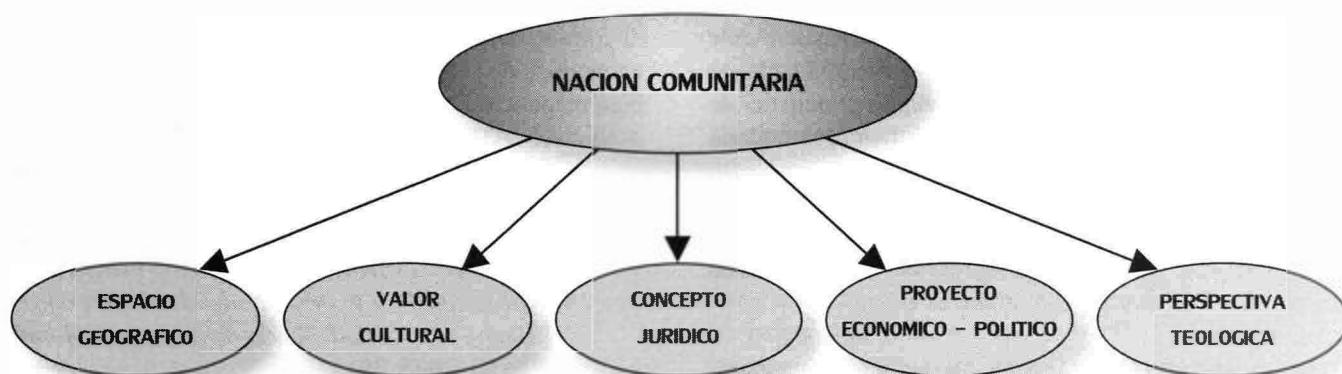 NACION COMUNITARIA
ESPACIO
GEOGRAFICO
VALOR
CULTURAL
CONCEPTO
JURIDICO
PROYECTO
ECONOMICO - POLITICO
PERSPECTIVA
TEOLOGICA